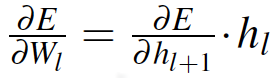 ∂E/∂W_l = ∂E/∂h_{l+1} · h_l